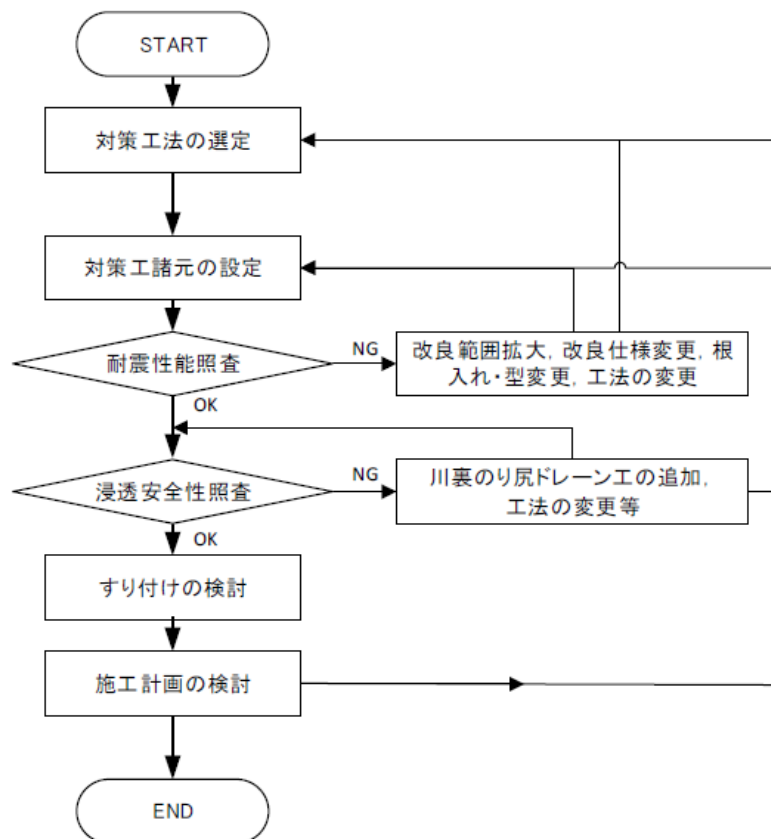 START
対策工法の選定
対策工諸元の設定
耐震性能照査
NG
改良範囲拡大, 改良仕様変更, 根
入れ・型変更, 工法の変更
OK
浸透安全性照査
NG
川裏のり尻ドレーン工の追加,
工法の変更等
OK
すり付けの検討
施工計画の検討
END